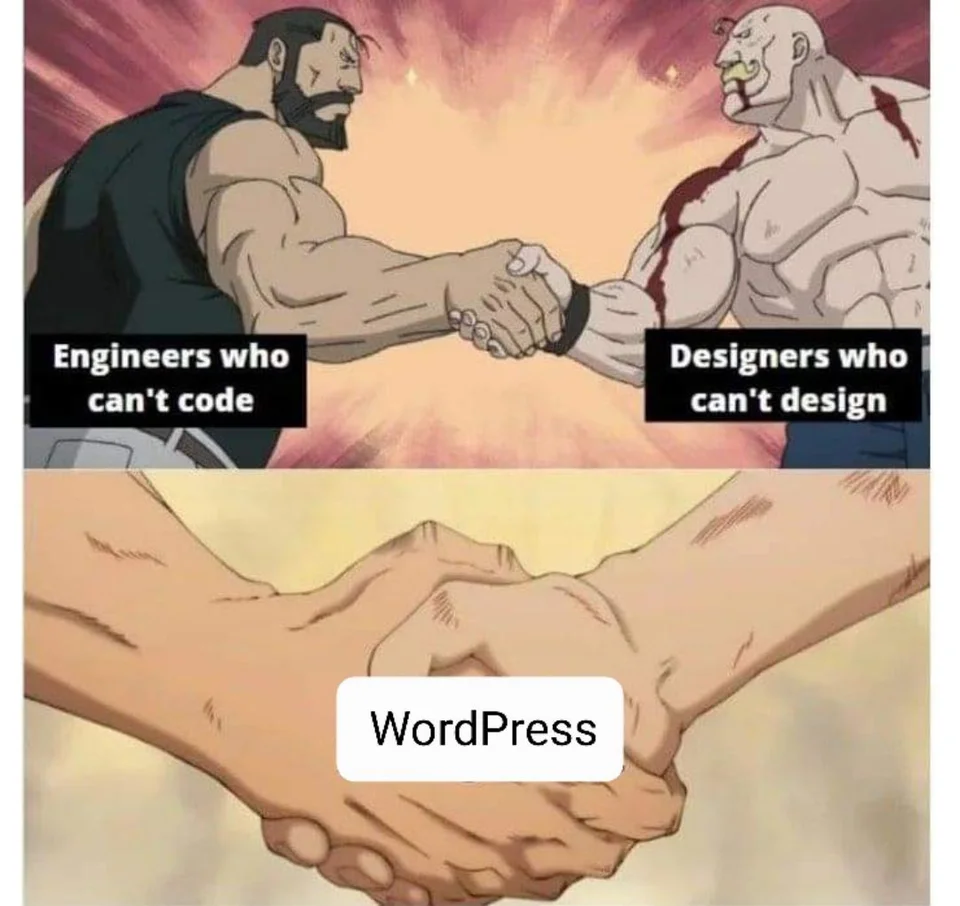 Engineers who
can't code
Designers who
can't design
WordPress